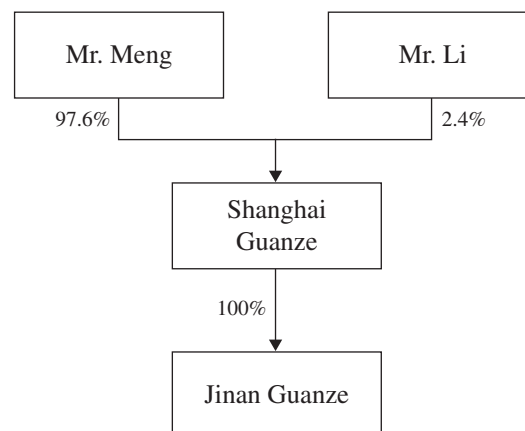 Mr. Meng
Mr. Li
97.6%
2.4%
Shanghai
Guanze
100%
Jinan Guanze